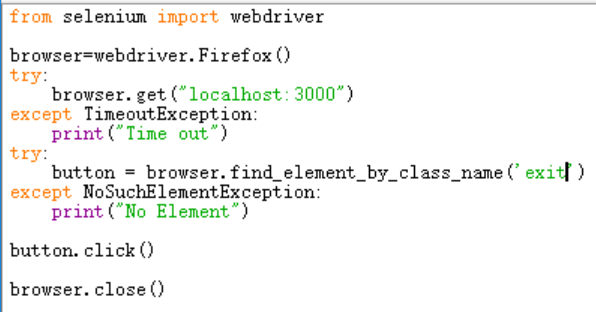 from selenium import webdriver
browser=webdriver.Firefox()
try:
    browser.get("localhost:3000")
except TimeoutException:
    print("Time out")
try:
    button = browser.find_element_by_class_name('exit')
except NoSuchElementException:
    print("No Element")
button.click()
browser.close()